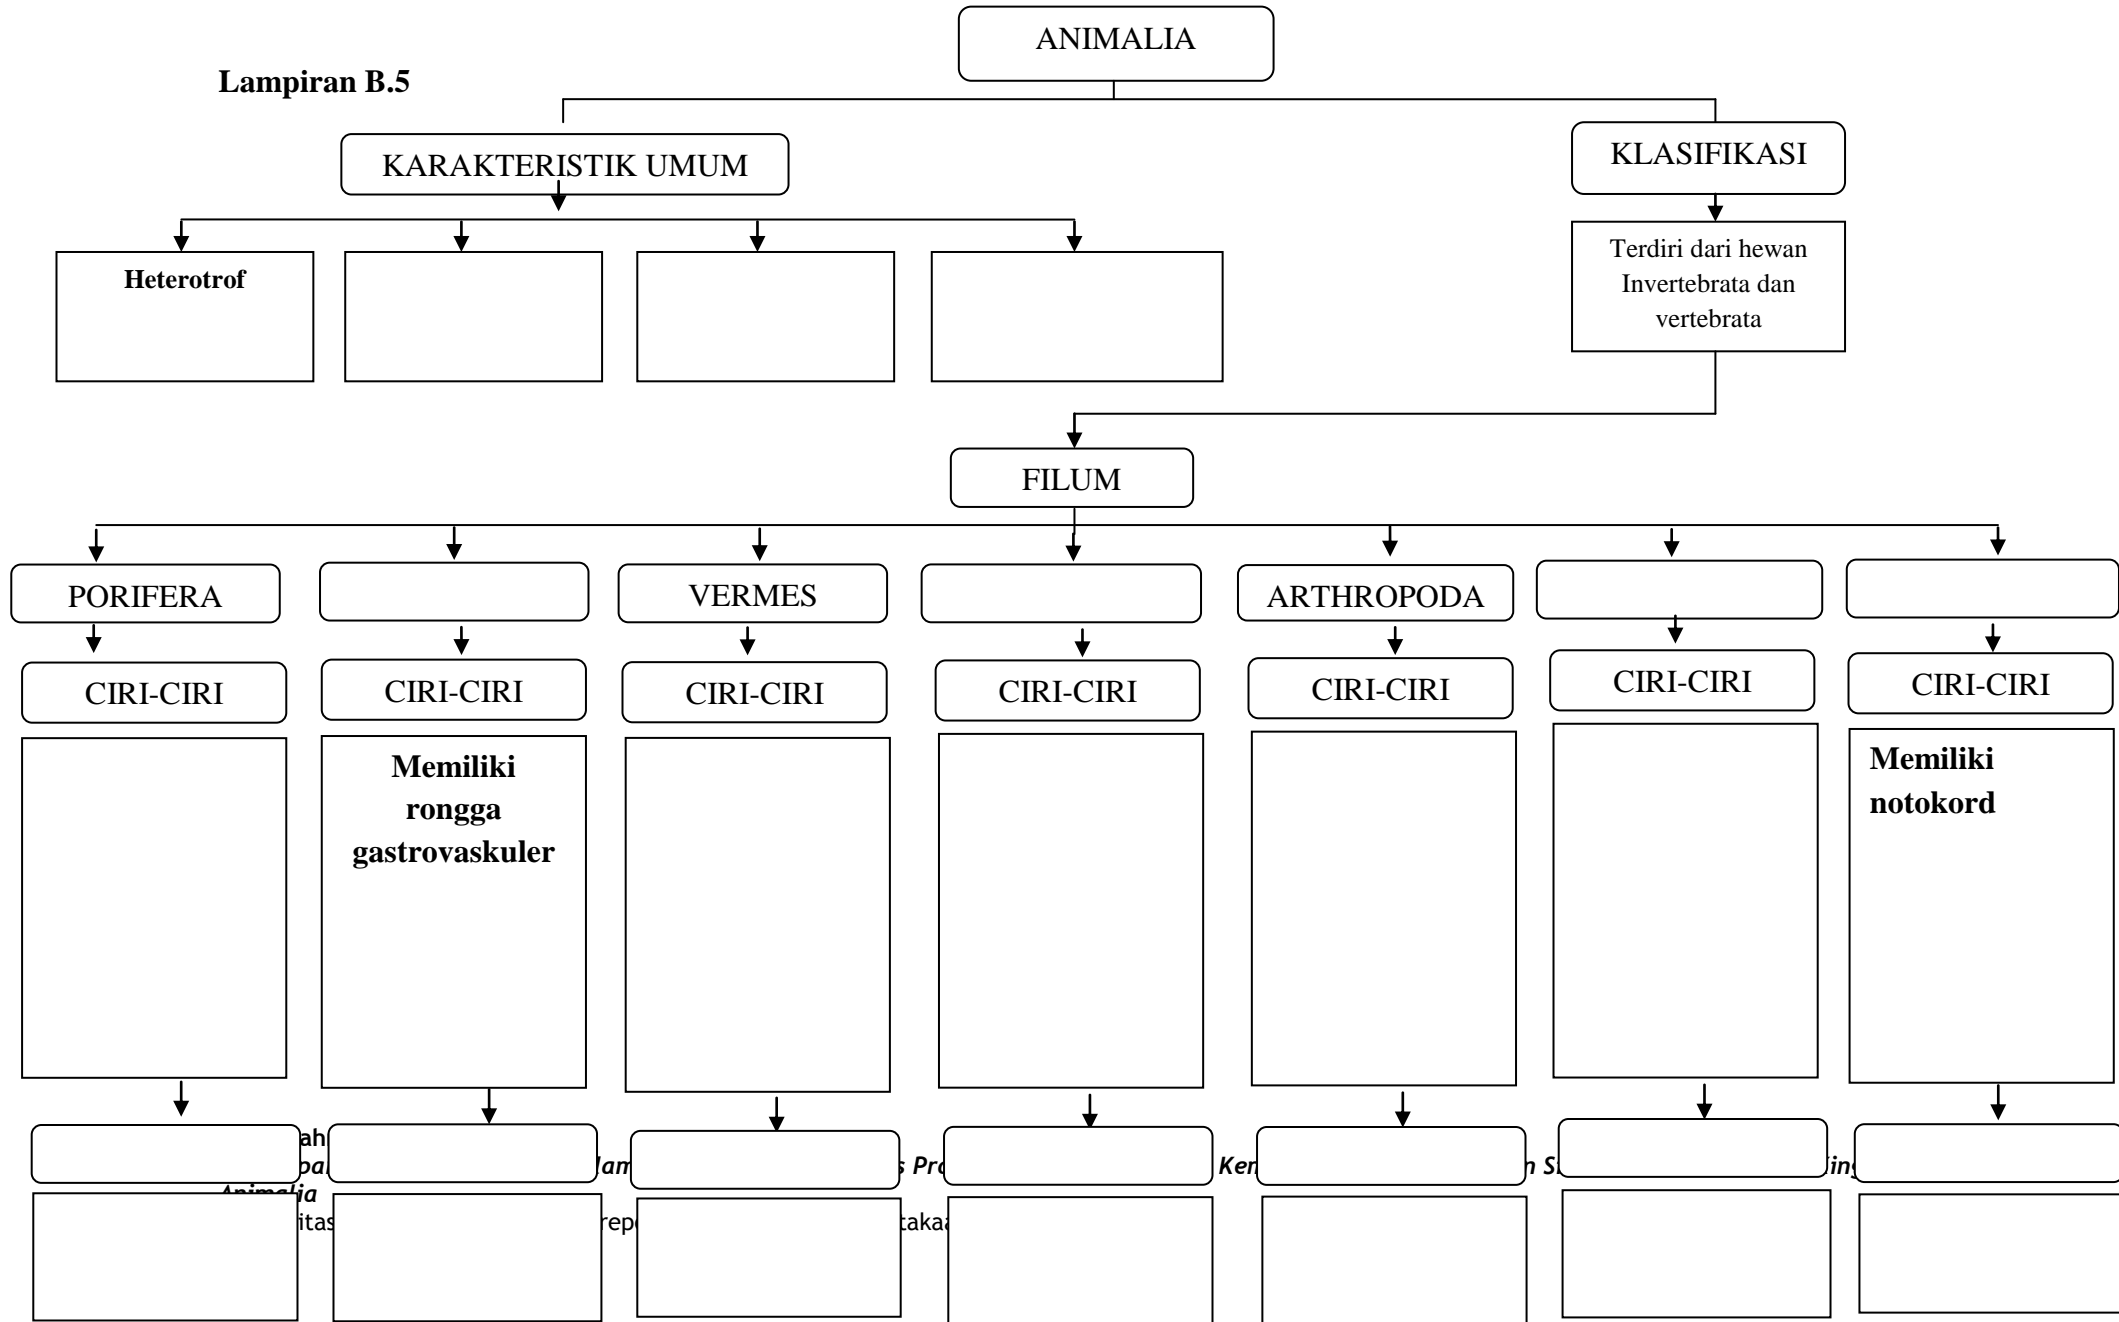 ANIMALIA
Lampiran B.5
KARAKTERISTIK UMUM
KLASIFIKASI
Heterotrof
Terdiri dari hewan
Invertebrata dan
vertebrata
FILUM
PORIFERA
VERMES
ARTHROPODA
CIRI-CIRI
CIRI-CIRI
CIRI-CIRI
CIRI-CIRI
CIRI-CIRI
CIRI-CIRI
CIRI-CIRI
Memiliki
rongga
gastrovaskuler
Memiliki
notokord
Animalia